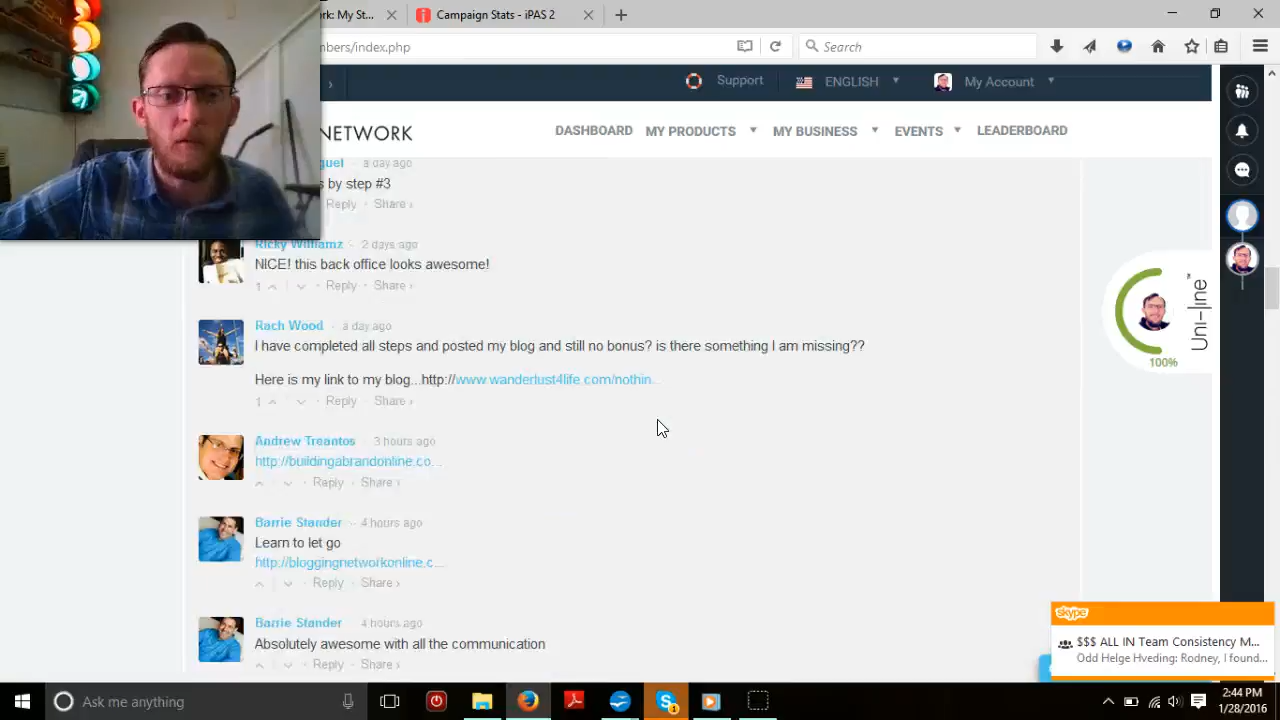 rk: My St...
Campaign Stats - iPAS 2
mbers/index.php
Search
Support
ENGLISH
My Account
NETWORK
DASHBOARD
MY PRODUCTS
MY BUSINESS
EVENTS
LEADERBOARD
quel · a day ago
s by step #3
Reply · Share ›
Ricky Williamz · 2 days ago
NICE! this back office looks awesome!
1 · Reply · Share ›
Rach Wood · a day ago
I have completed all steps and posted my blog and still no bonus? is there something I am missing??
Here is my link to my blog...http://www.wanderlust4life.com/nothin...
1 · Reply · Share ›
Andrew · 3 hours ago
http://buildingabrandonline.co...
Reply · Share ›
Barrie Stander · 4 hours ago
Learn to let go
http://bloggingnetworkonline.c...
Reply · Share ›
Barrie Stander · 4 hours ago
Absolutely awesome with all the communication
Reply · Share ›
Uni-line™
100%
skype
$$$ ALL IN Team Consistency M...
Odd Helge Hveding: Rodney, I found...
Ask me anything
1
2:44 PM
1/28/2016